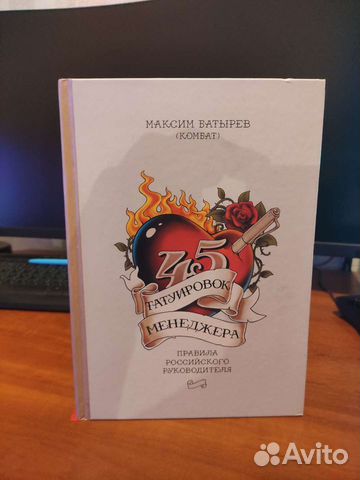 МАКСИМ БАТЫРЕВ
(КОМБАТ)
45
ТАТУИРОВОК
МЕНЕДЖЕРА
ПРАВИЛА
РОССИЙСКОГО
РУКОВОДИТЕЛЯ
Avito